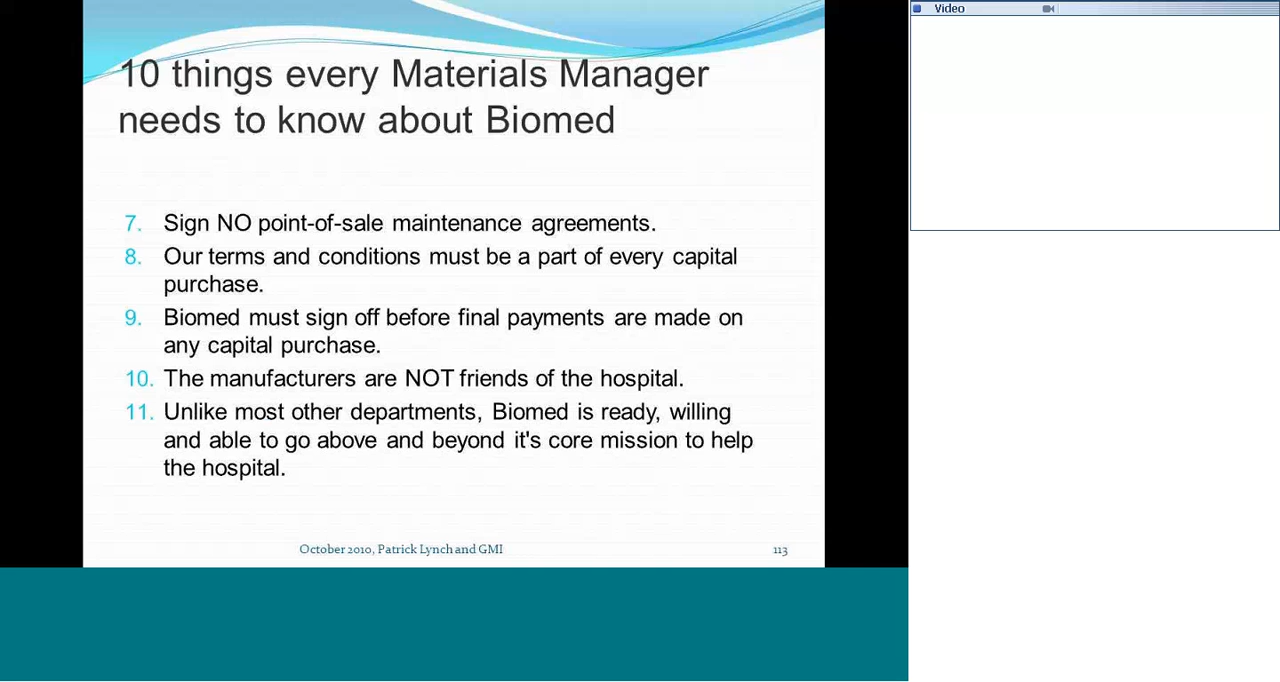 Video
10 things every Materials Manager
needs to know about Biomed
7. Sign NO point-of-sale maintenance agreements.
8. Our terms and conditions must be a part of every capital
purchase.
9. Biomed must sign off before final payments are made on
any capital purchase.
10. The manufacturers are NOT friends of the hospital.
11. Unlike most other departments, Biomed is ready, willing
and able to go above and beyond it's core mission to help
the hospital.
October 2010, Patrick Lynch and GMI
113